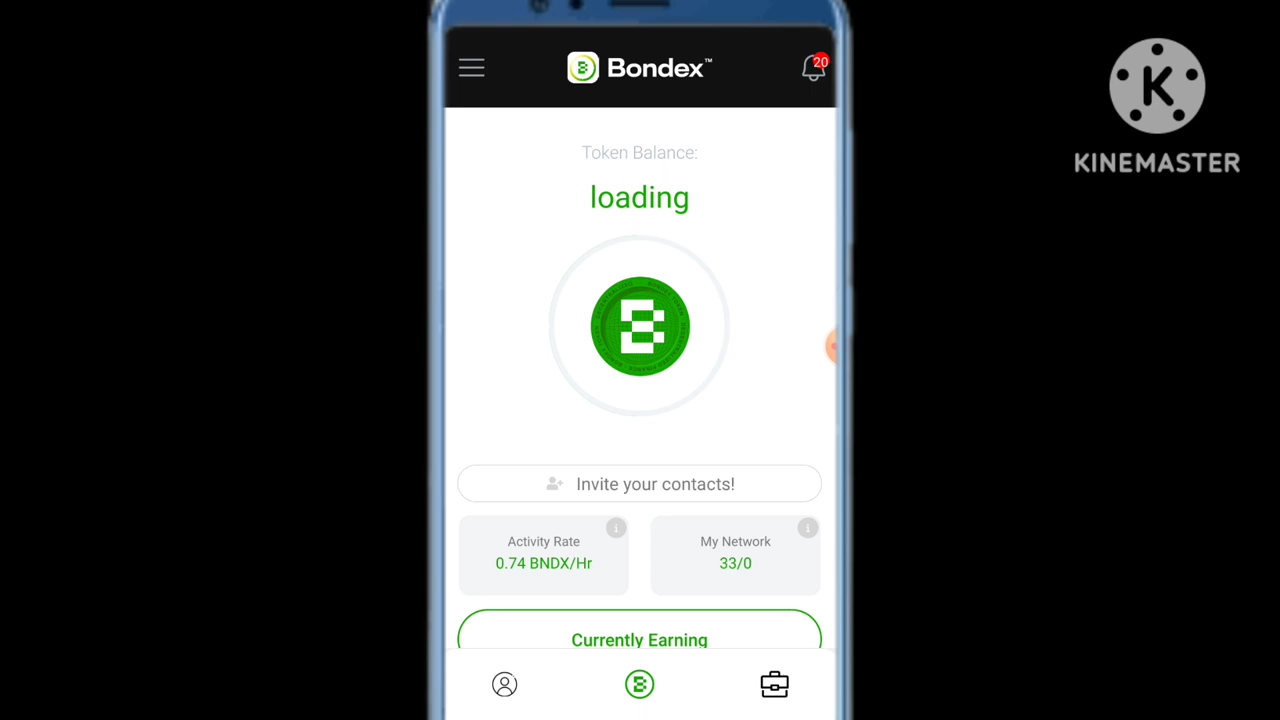 Bondex™
20
K
KINEMASTER
Token Balance:
loading
B
Invite your contacts!
Activity Rate
0.74 BNDX/Hr
My Network
33/0
Currently Earning